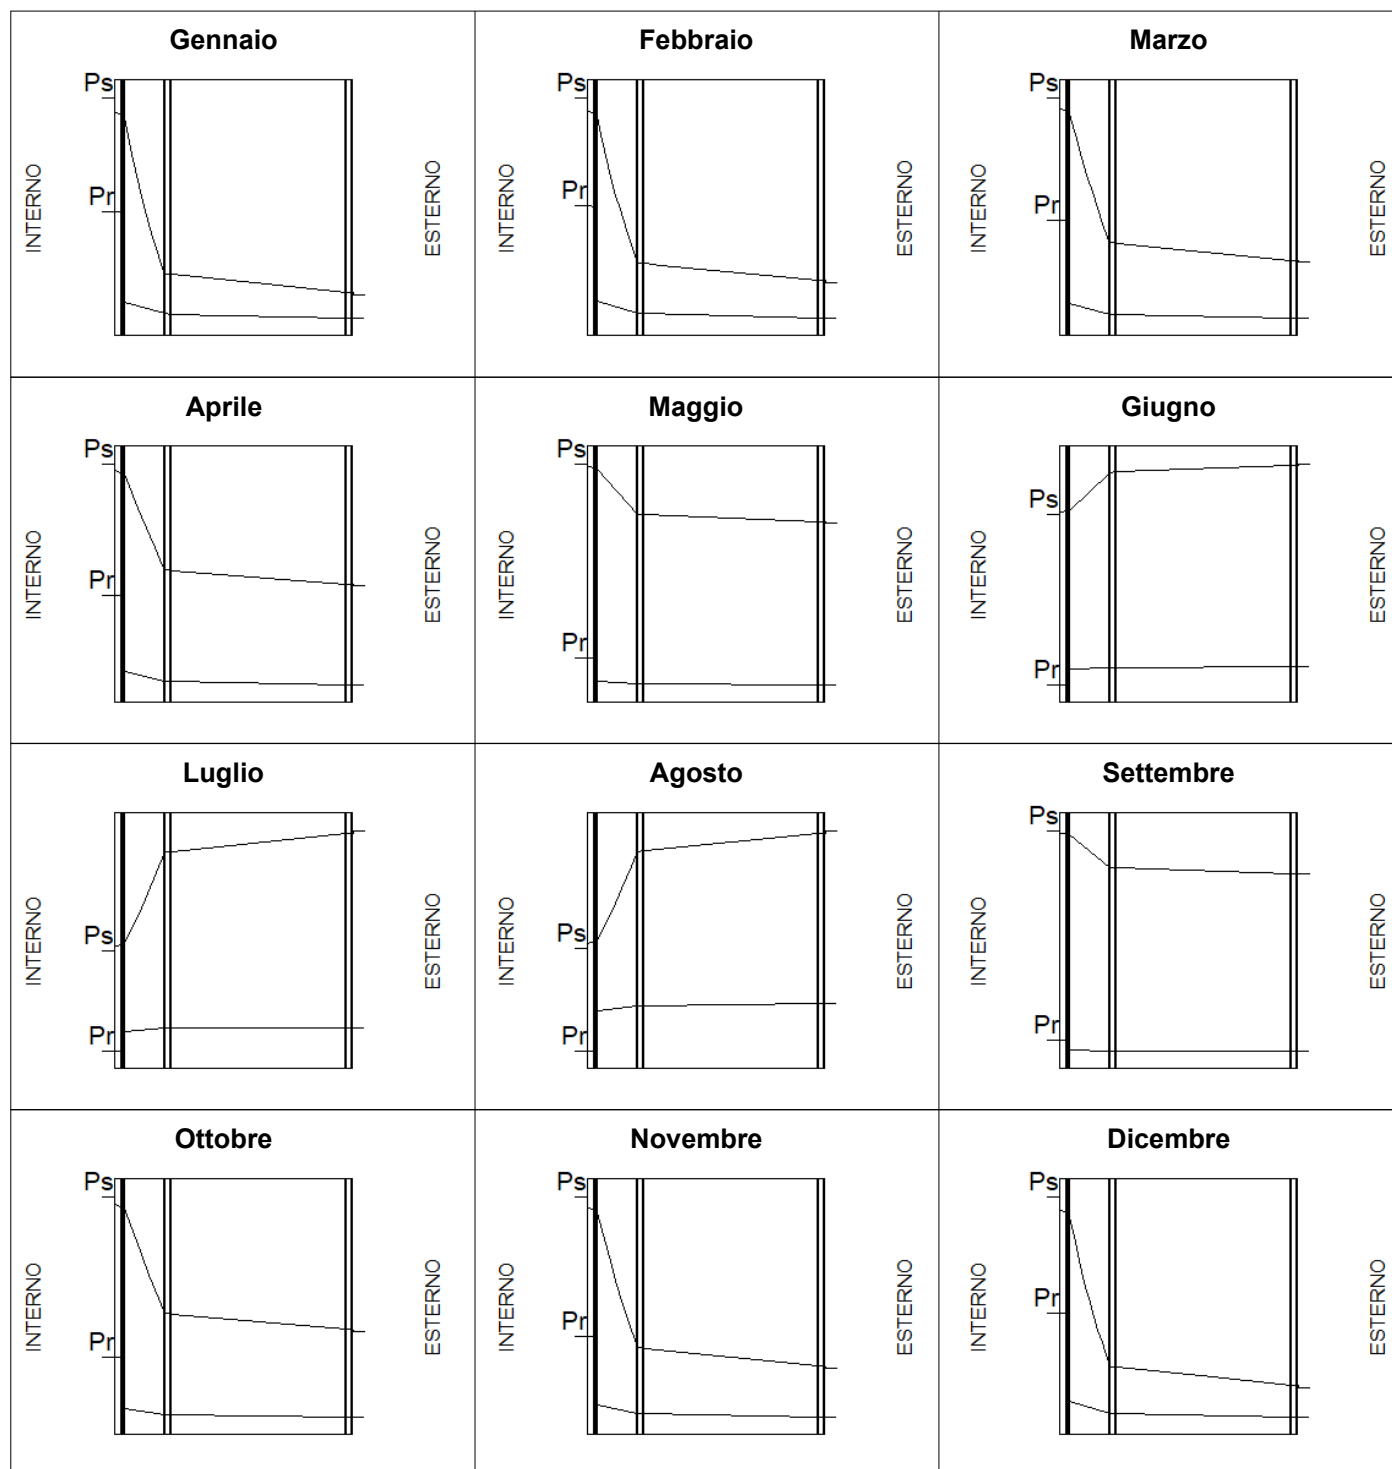 Gennaio
Ps
Pr
INTERNO
ESTERNO
Febbraio
Ps
Pr
INTERNO
ESTERNO
Marzo
Ps
Pr
INTERNO
ESTERNO
Aprile
Ps
Pr
INTERNO
ESTERNO
Maggio
Ps
Pr
INTERNO
ESTERNO
Giugno
Ps
Pr
INTERNO
ESTERNO
Luglio
Ps
Pr
INTERNO
ESTERNO
Agosto
Ps
Pr
INTERNO
ESTERNO
Settembre
Ps
Pr
INTERNO
ESTERNO
Ottobre
Ps
Pr
INTERNO
ESTERNO
Novembre
Ps
Pr
INTERNO
ESTERNO
Dicembre
Ps
Pr
INTERNO
ESTERNO